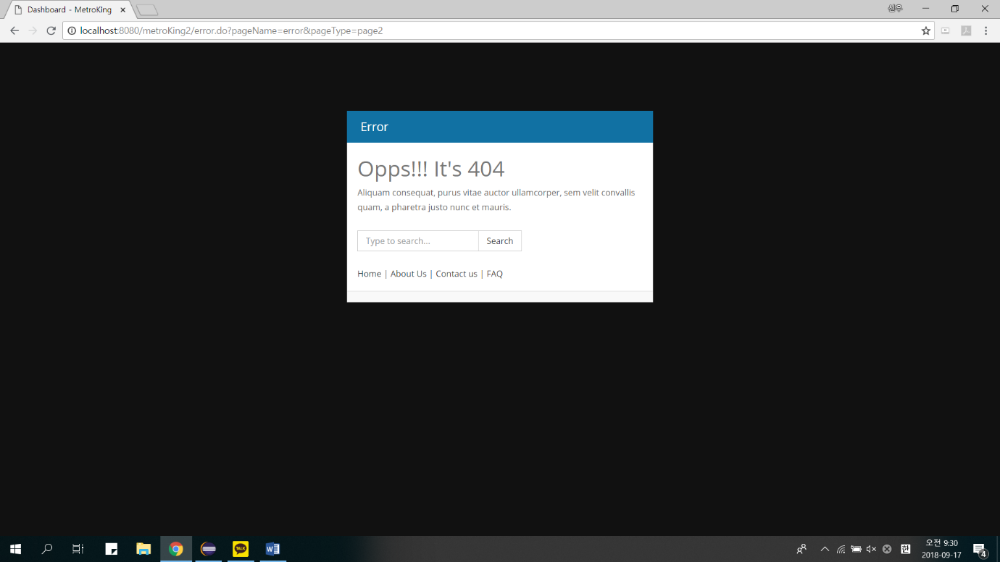 Dashboard - MetroKing
신우
localhost:8080/metroKing2/error.do?pageName=error&pageType=page2
Error
Opps!!! It's 404
Aliquam consequat, purus vitae auctor ullamcorper, sem velit convallis
quam, a pharetra justo nunc et mauris.
Type to search... Search
Home | About Us | Contact us | FAQ
TALK
W
한
오전 9:30
2018-09-17
4